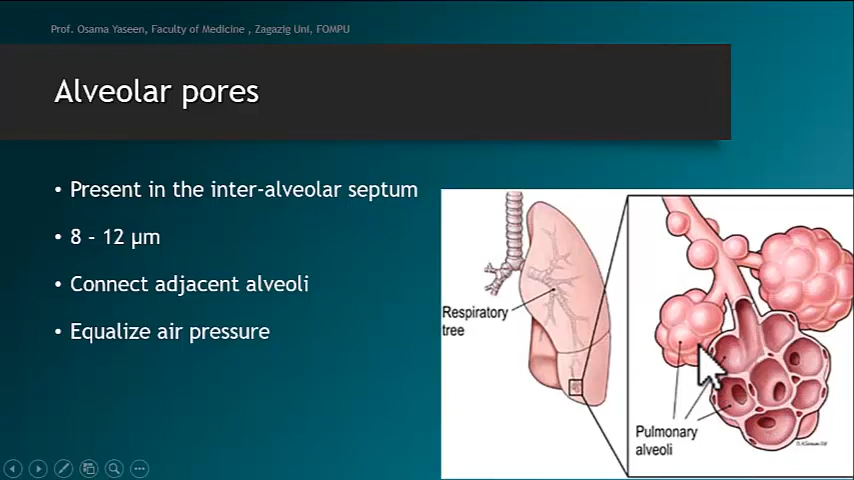 Prof. Osama Yaseen, Faculty of Medicine , Zagazig Uni, FOMPU
Alveolar pores
• Present in the inter-alveolar septum
• 8 – 12 µm
• Connect adjacent alveoli
• Equalize air pressure
Respiratory
tree
Pulmonary
alveoli